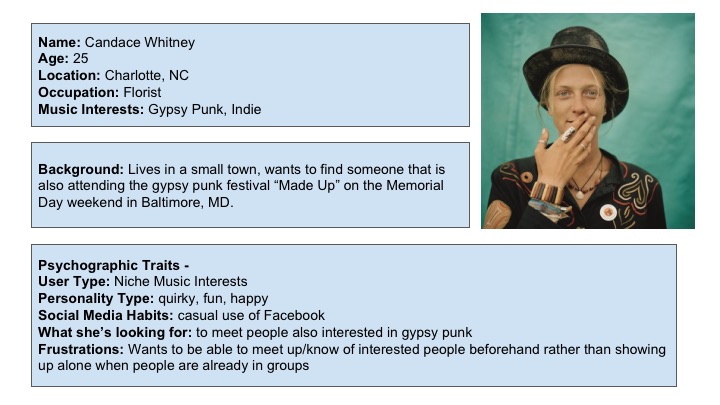 Name: Candace Whitney
Age: 25
Location: Charlotte, NC
Occupation: Florist
Music Interests: Gypsy Punk, Indie
Background: Lives in a small town, wants to find someone that is
also attending the gypsy punk festival “Made Up” on the Memorial
Day weekend in Baltimore, MD.
Psychographic Traits -
User Type: Niche Music Interests
Personality Type: quirky, fun, happy
Social Media Habits: casual use of Facebook
What she’s looking for: to meet people also interested in gypsy punk
Frustrations: Wants to be able to meet up/know of interested people beforehand rather than showing
up alone when people are already in groups